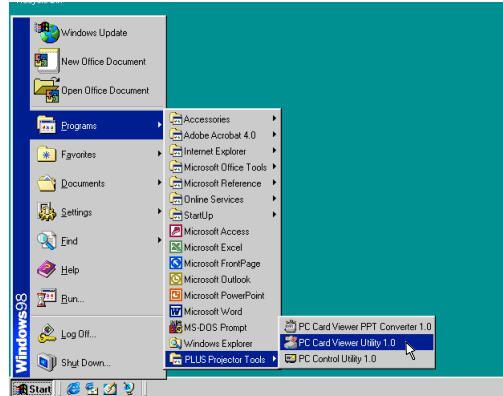 Windows Update
New Office Document
Open Office Document
Programs
Favorites
Documents
Settings
Find
Help
Run...
Log Off...
Shut Down...
Windows98
Accessories
Adobe Acrobat 4.0
Internet Explorer
Microsoft Office Tools
Microsoft Reference
Online Services
StartUp
Microsoft Access
Microsoft Excel
Microsoft FrontPage
Microsoft Outlook
Microsoft PowerPoint
Microsoft Word
MS-DOS Prompt
Windows Explorer
PLUS Projector Tools
PC Card Viewer PPT Converter 1.0
PC Card Viewer Utility 1.0
PC Control Utility 1.0
Start